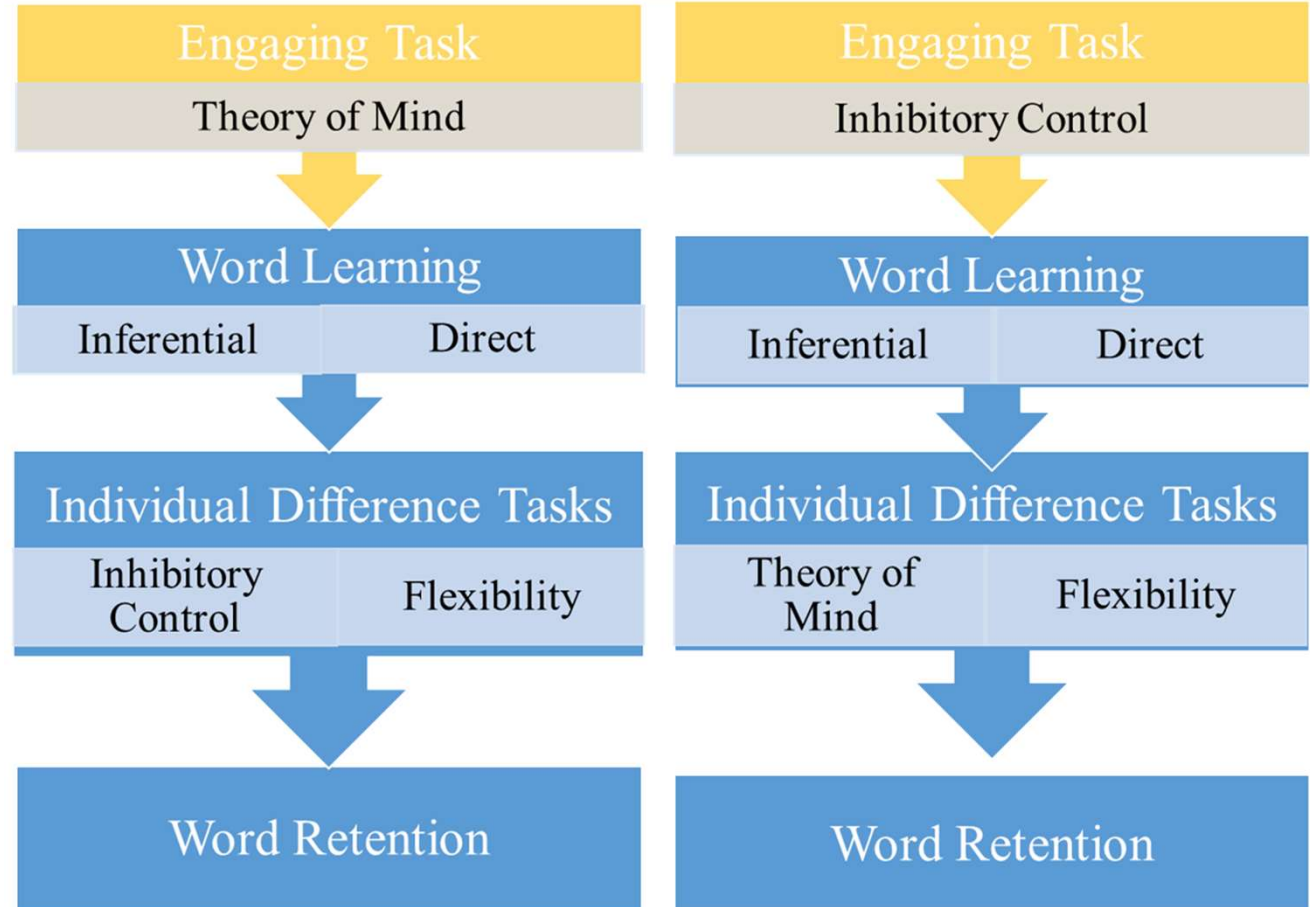 Engaging Task
Theory of Mind
Word Learning
Inferential
Direct
Individual Difference Tasks
Inhibitory
Control
Flexibility
Word Retention
Engaging Task
Inhibitory Control
Word Learning
Inferential
Direct
Individual Difference Tasks
Theory of
Mind
Flexibility
Word Retention